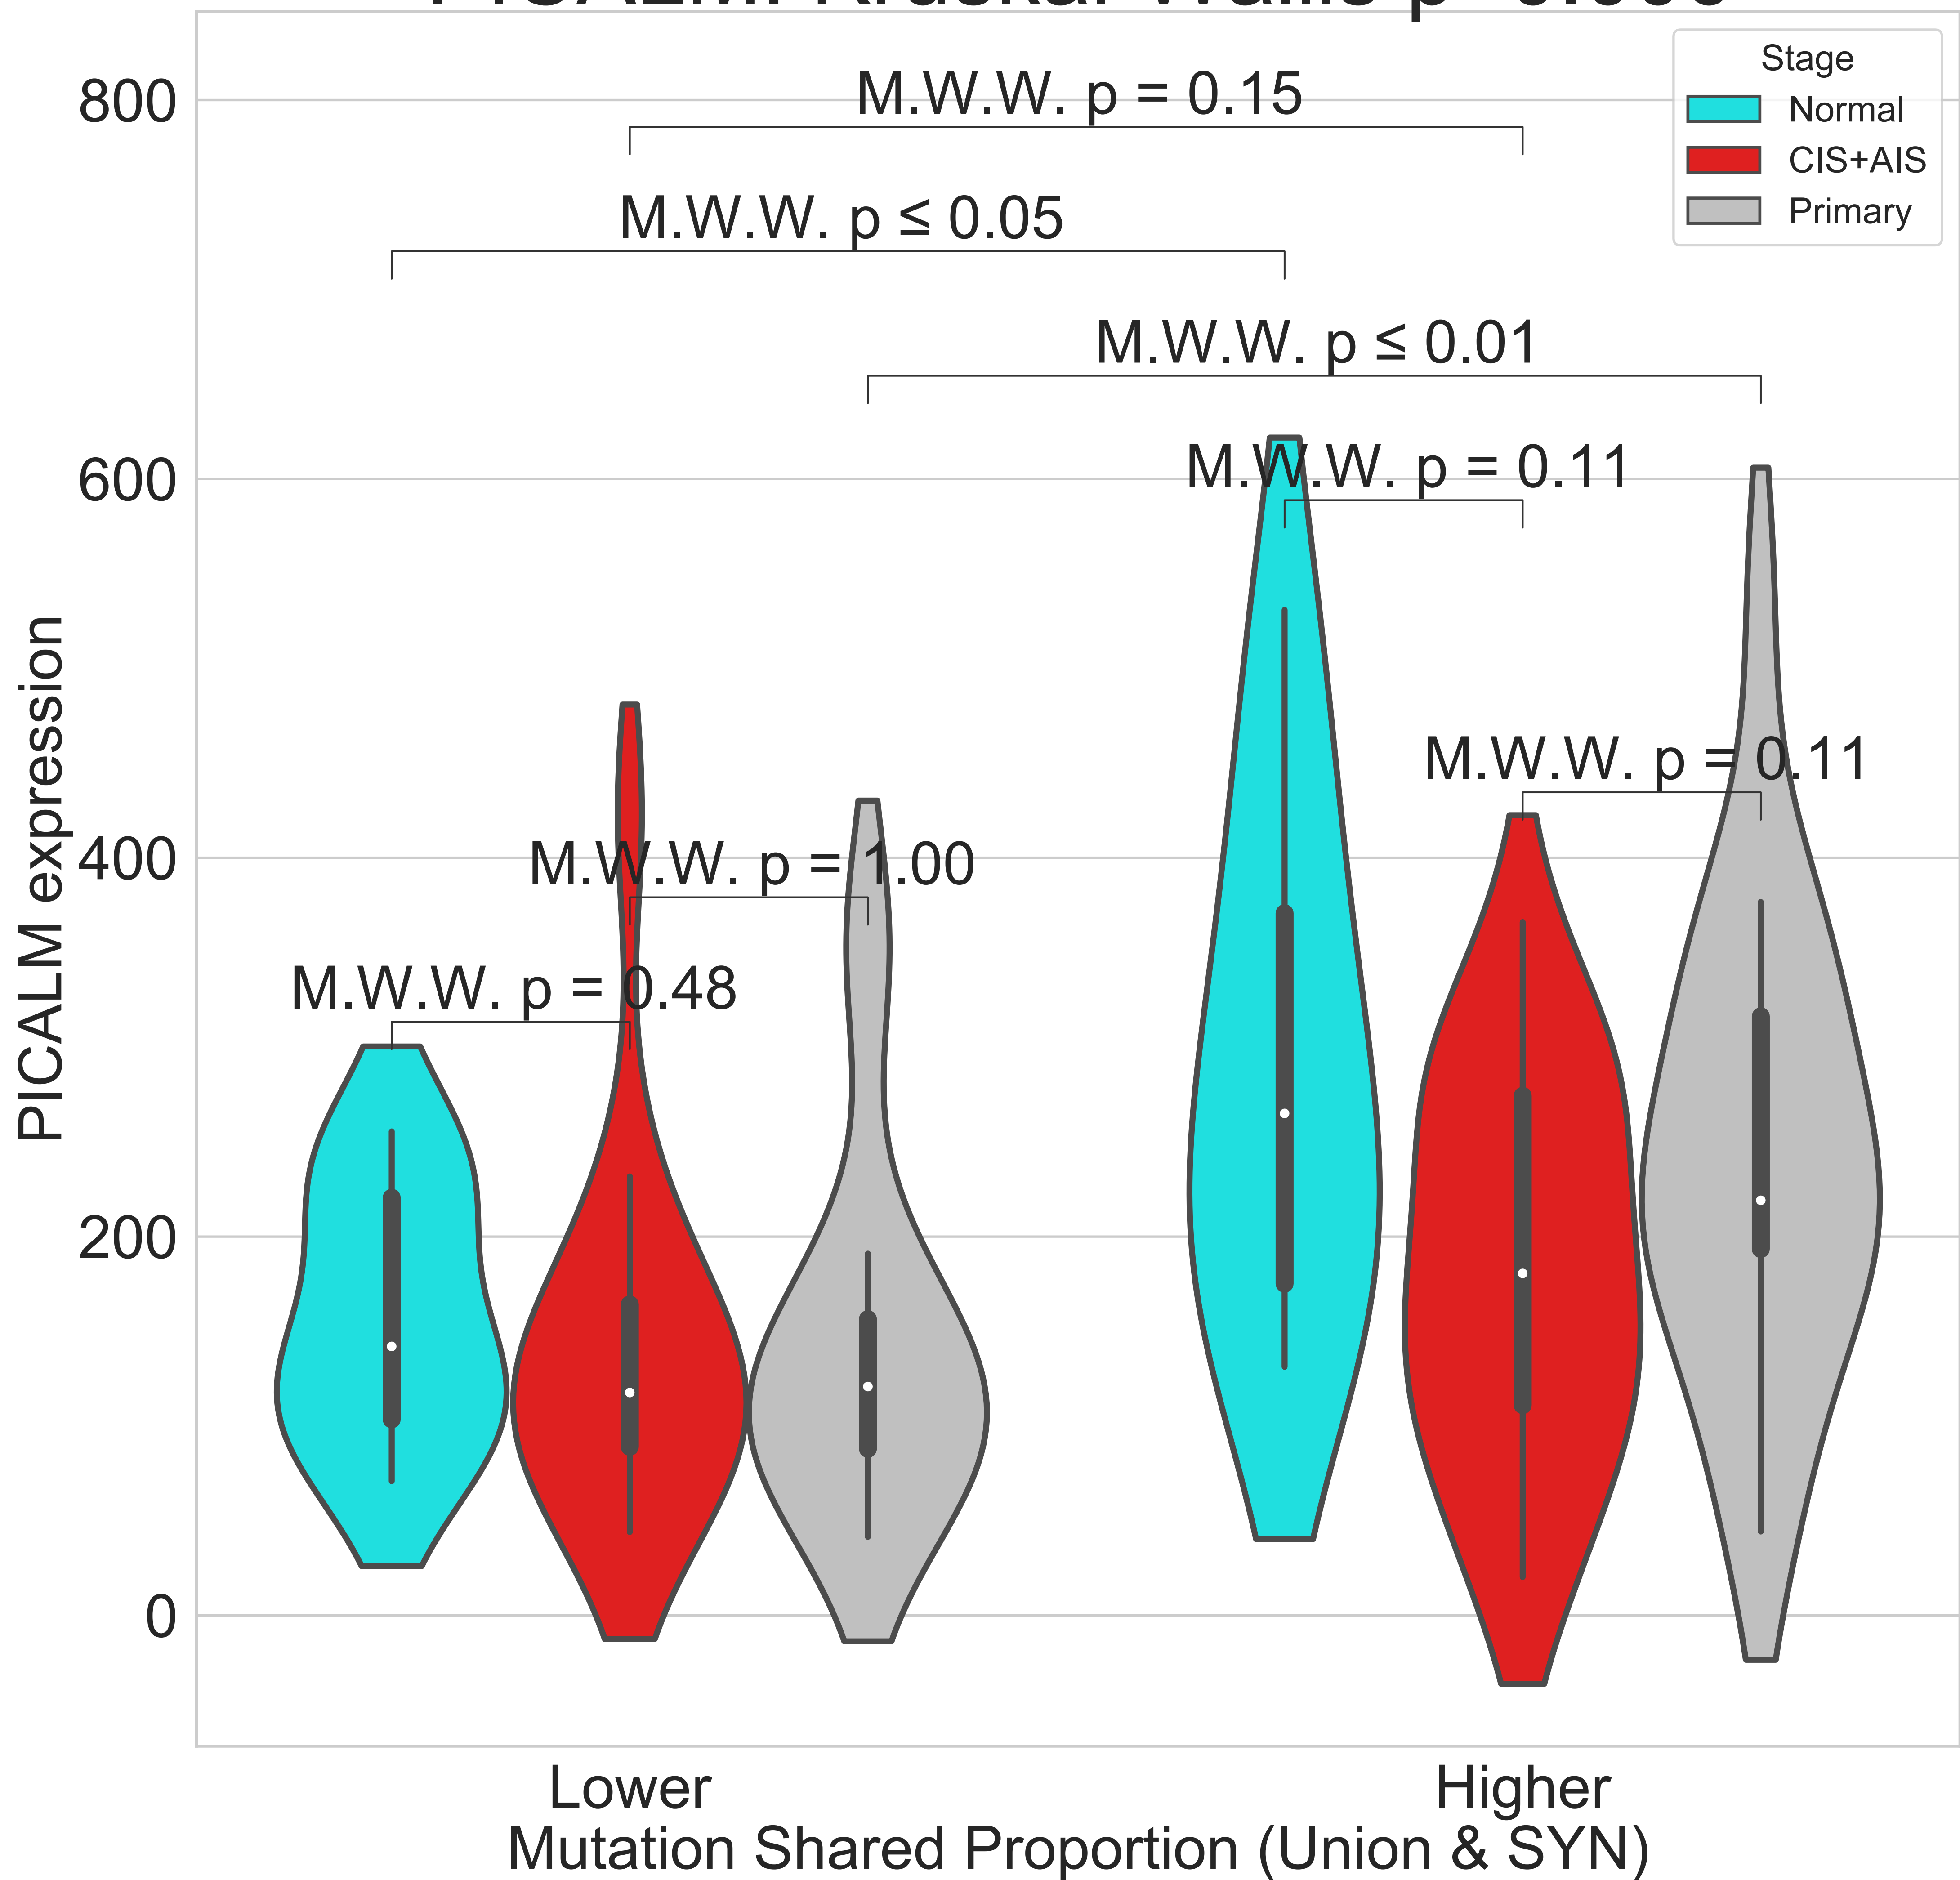 M.W.W. p = 0.15
M.W.W. p ≤ 0.05
M.W.W. p ≤ 0.01
M.W.W. p = 0.11
M.W.W. p = 0.11
M.W.W. p = 1.00
M.W.W. p = 0.48
Stage
Normal
CIS+AIS
Primary
800
600
400
200
0
PICALM expression
Lower
Higher
Mutation Shared Proportion (Union & SYN)